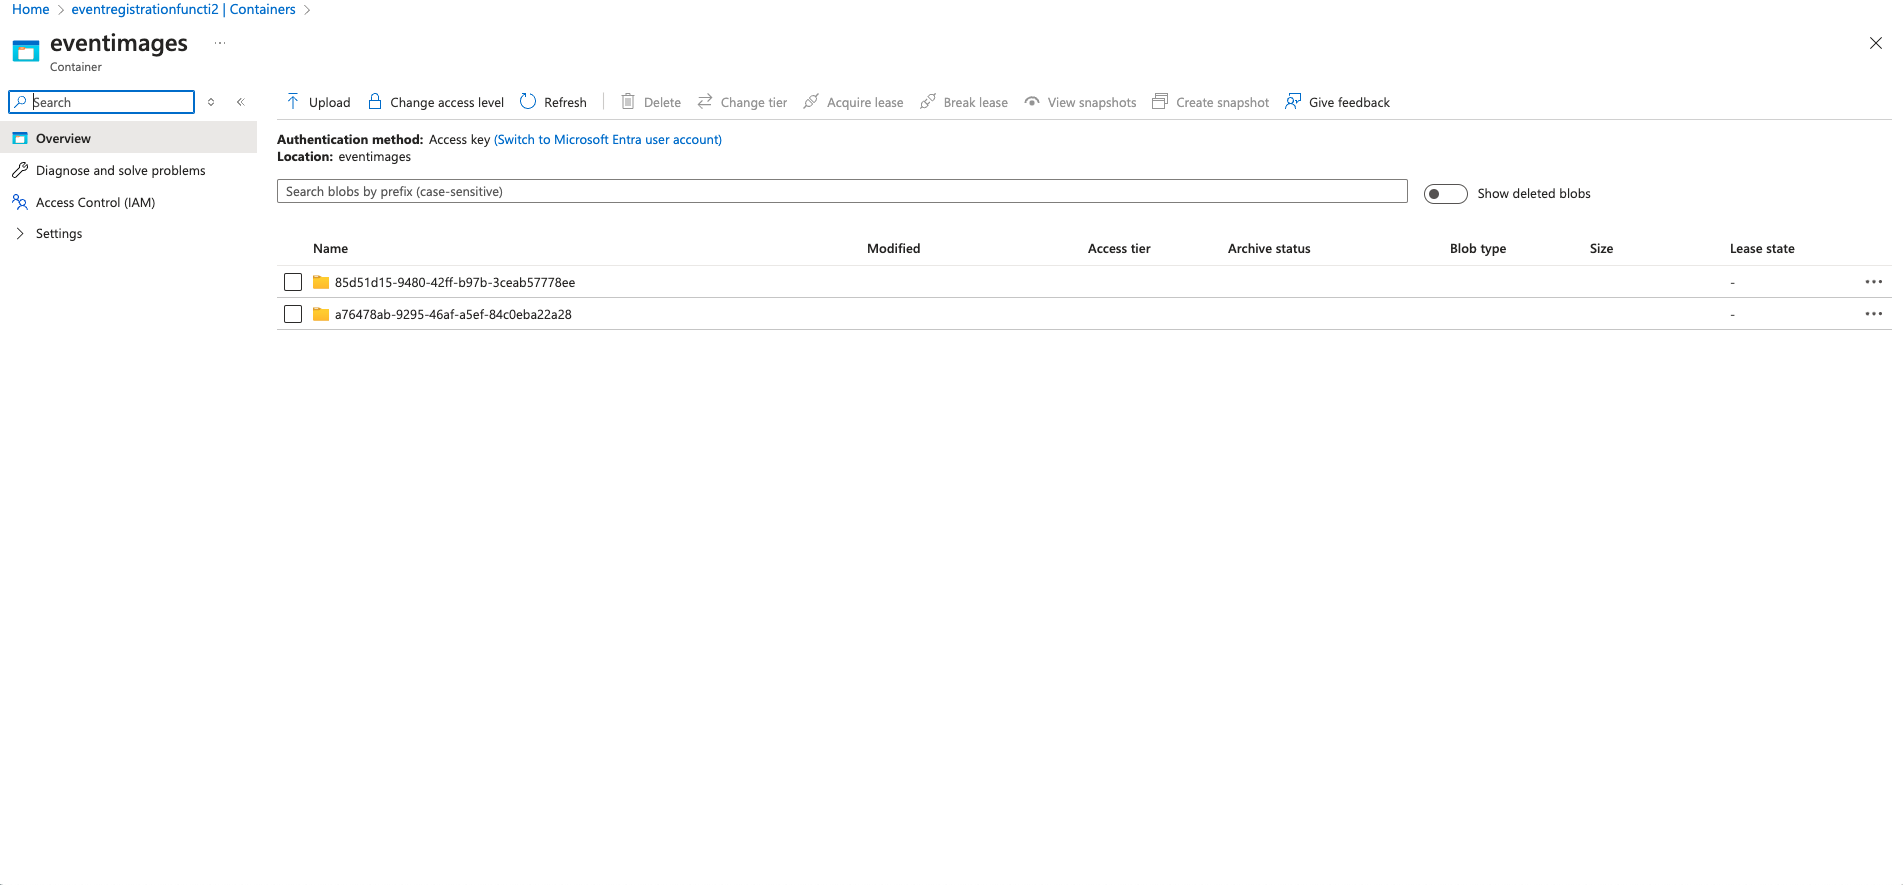 Home > eventregistrationfuncti2 | Containers >
eventimages ...
Container
Search
Overview
Diagnose and solve problems
Access Control (IAM)
Settings
Upload Change access level Refresh Delete Change tier Acquire lease Break lease View snapshots Create snapshot Give feedback
Authentication method: Access key (Switch to Microsoft Entra user account)
Location: eventimages
Search blobs by prefix (case-sensitive) Show deleted blobs
Name Modified Access tier Archive status Blob type Size Lease state
85d51d15-9480-42ff-b97b-3ceab57778ee - ...
a76478ab-9295-46af-a5ef-84c0eba22a28 - ...